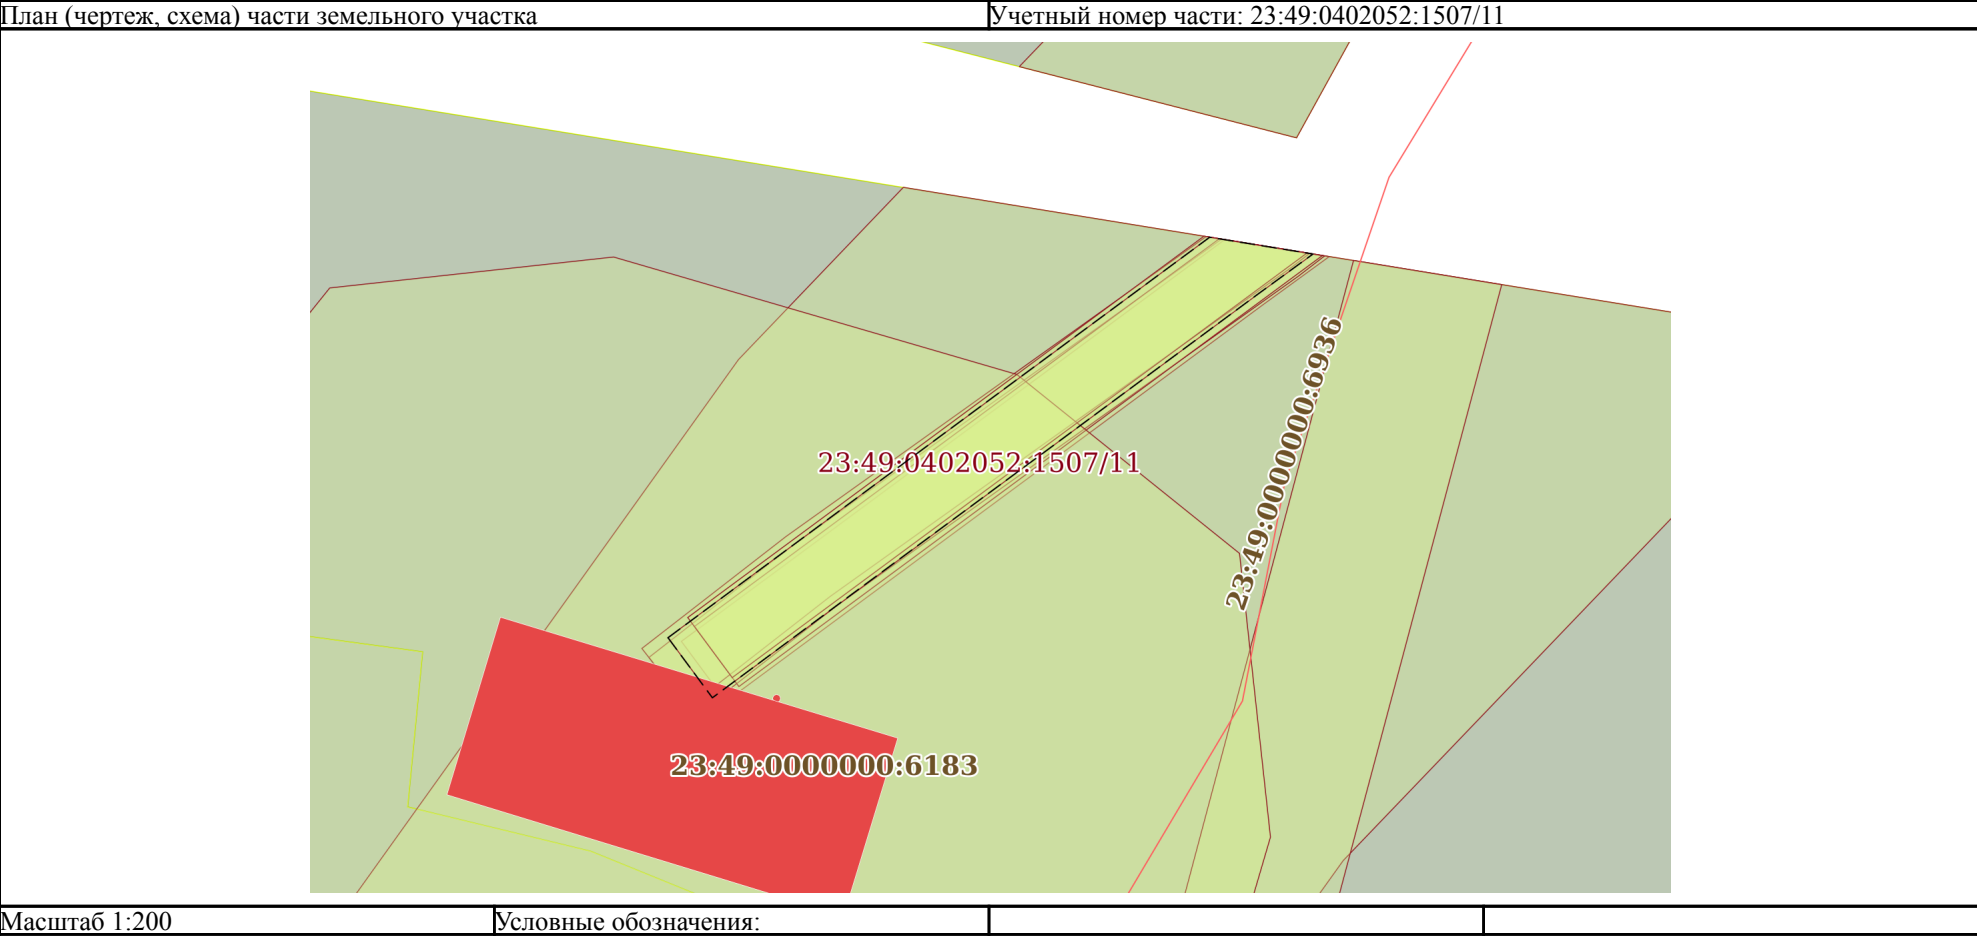 План (чертеж, схема) части земельного участка
Учетный номер части: 23:49:0402052:1507/11
23:49:0000000:6936
23:49:0402052:1507/11
23:49:0000000:6183
Масштаб 1:200
Условные обозначения: